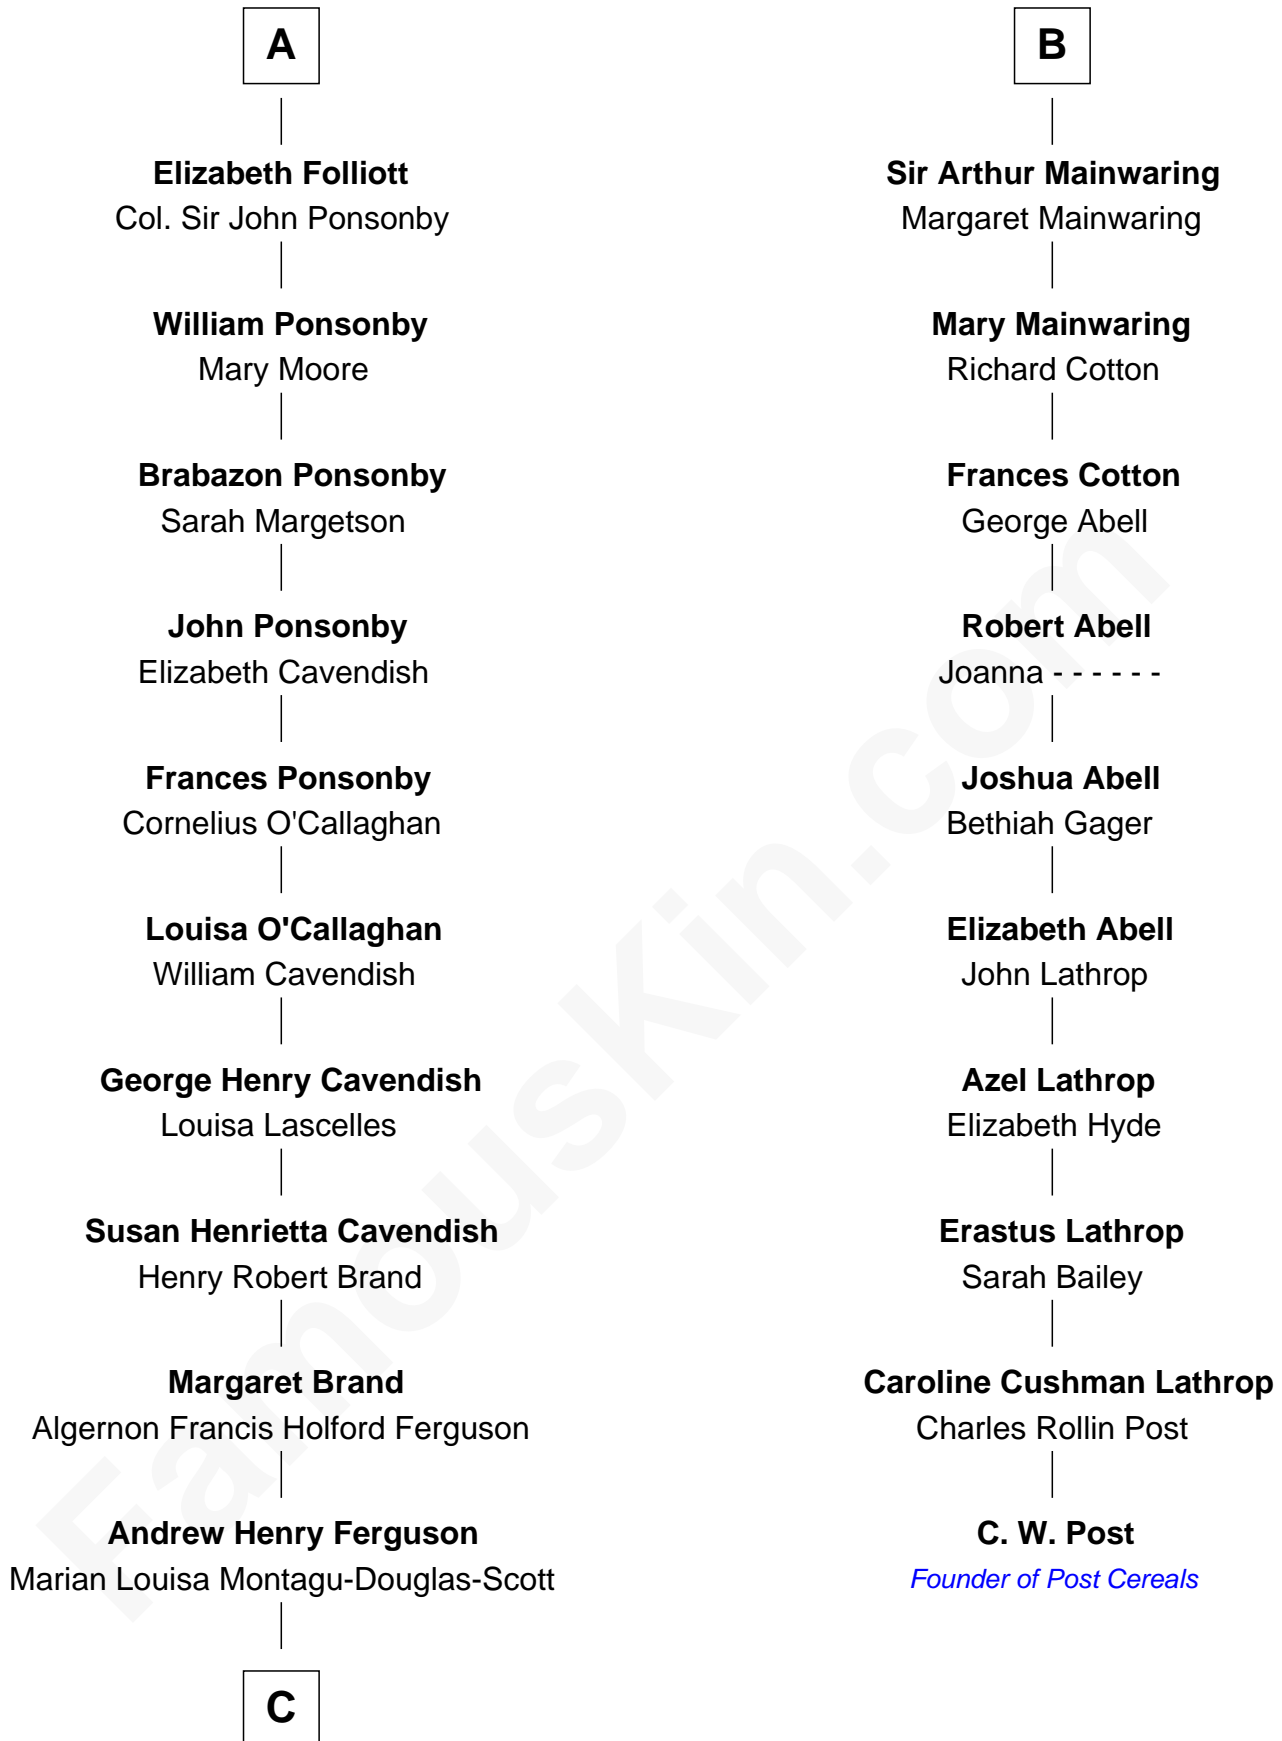 A
Elizabeth Folliott
Col. Sir John Ponsonby
William Ponsonby
Mary Moore
Brabazon Ponsonby
Sarah Margetson
John Ponsonby
Elizabeth Cavendish
Frances Ponsonby
Cornelius O'Callaghan
Louisa O'Callaghan
William Cavendish
George Henry Cavendish
Louisa Lascelles
Susan Henrietta Cavendish
Henry Robert Brand
Margaret Brand
Algernon Francis Holford Ferguson
Andrew Henry Ferguson
Marian Louisa Montagu-Douglas-Scott
C
B
Sir Arthur Mainwaring
Margaret Mainwaring
Mary Mainwaring
Richard Cotton
Frances Cotton
George Abell
Robert Abell
Joanna - - - - - -
Joshua Abell
Bethiah Gager
Elizabeth Abell
John Lathrop
Azel Lathrop
Elizabeth Hyde
Erastus Lathrop
Sarah Bailey
Caroline Cushman Lathrop
Charles Rollin Post
C. W. Post
Founder of Post Cereals
FamousKin.com